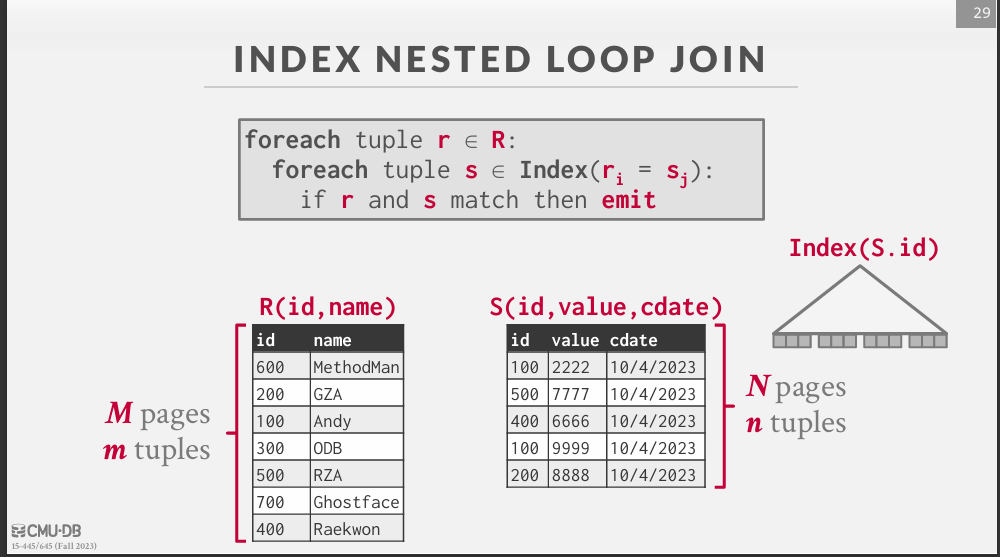 29
INDEX NESTED LOOP JOIN
foreach tuple r ∈ R:
foreach tuple s ∈ Index(ri = sj):
if r and s match then emit
Index(S.id)
R(id,name)
id name
600 MethodMan
200 GZA
100 Andy
300 ODB
500 RZA
700 Ghostface
400 Raekwon
M pages
m tuples
S(id,value,cdate)
id value cdate
100 2222 10/4/2023
500 7777 10/4/2023
400 6666 10/4/2023
100 9999 10/4/2023
200 8888 10/4/2023
N pages
n tuples
CMU·DB
15-445/645 (Fall 2023)